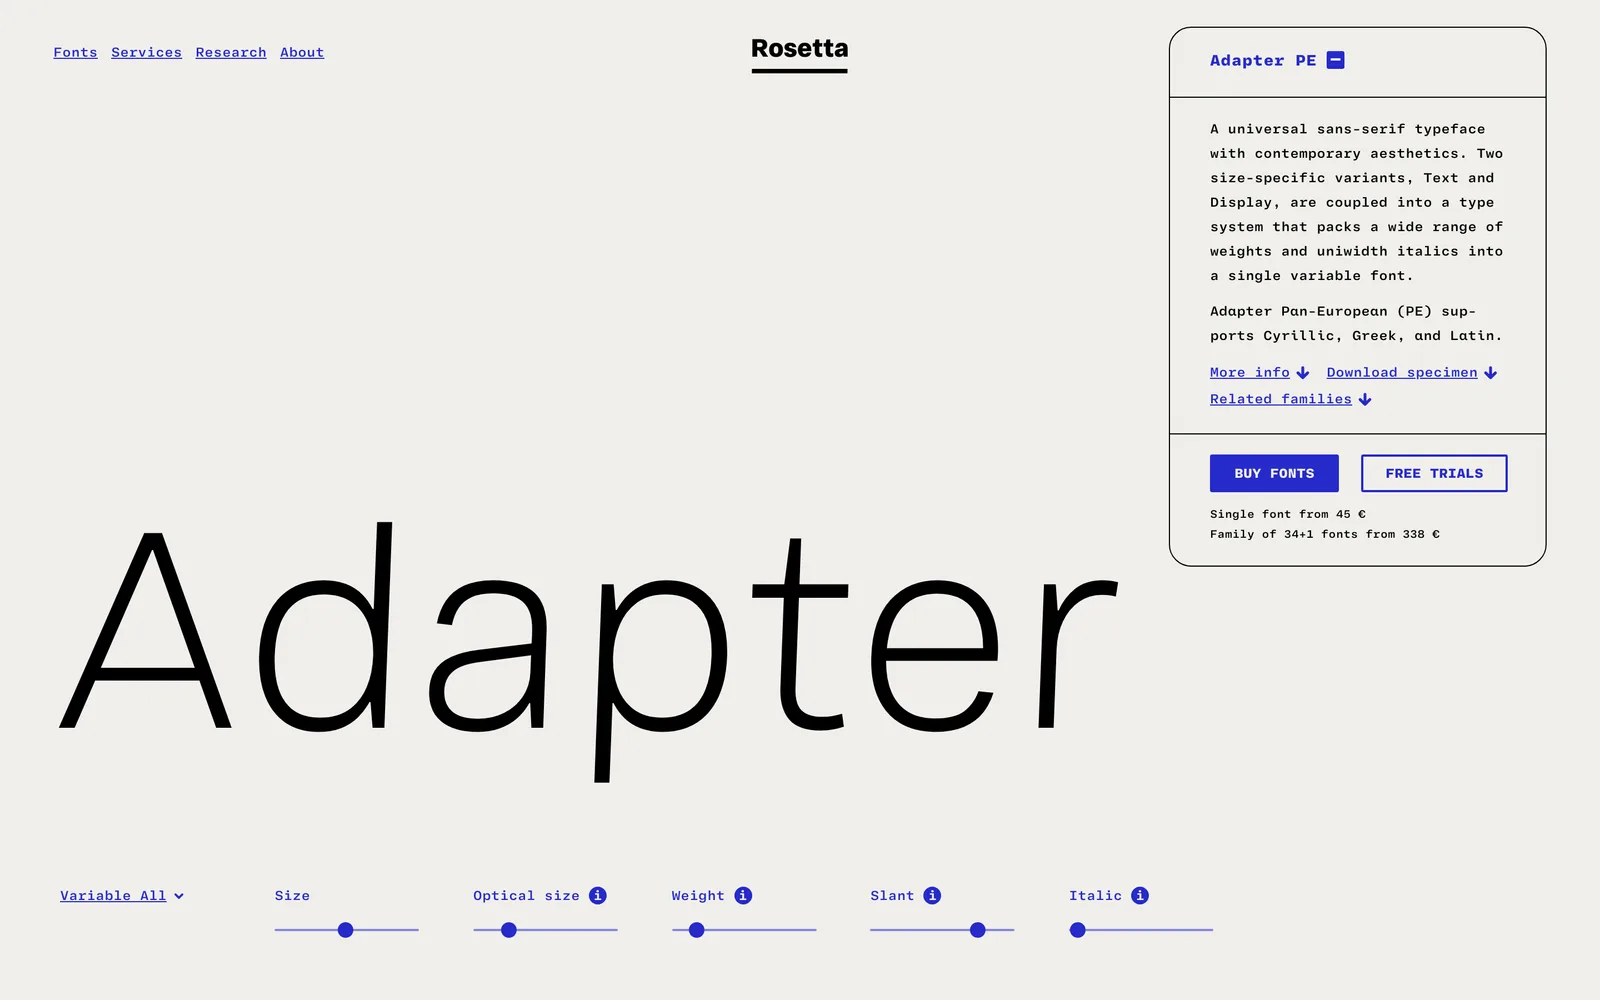 Fonts Services Research About
Rosetta
Adapter PE
A universal sans-serif typeface
with contemporary aesthetics. Two
size-specific variants, Text and
Display, are coupled into a type
system that packs a wide range of
weights and uniwidth italics into
a single variable font.
Adapter Pan-European (PE) sup-
ports Cyrillic, Greek, and Latin.
More info Download specimen
Related families
BUY FONTS FREE TRIALS
Single font from 45 €
Family of 34+1 fonts from 338 €
Adapter
Variable All Size Optical size i Weight i Slant i Italic i